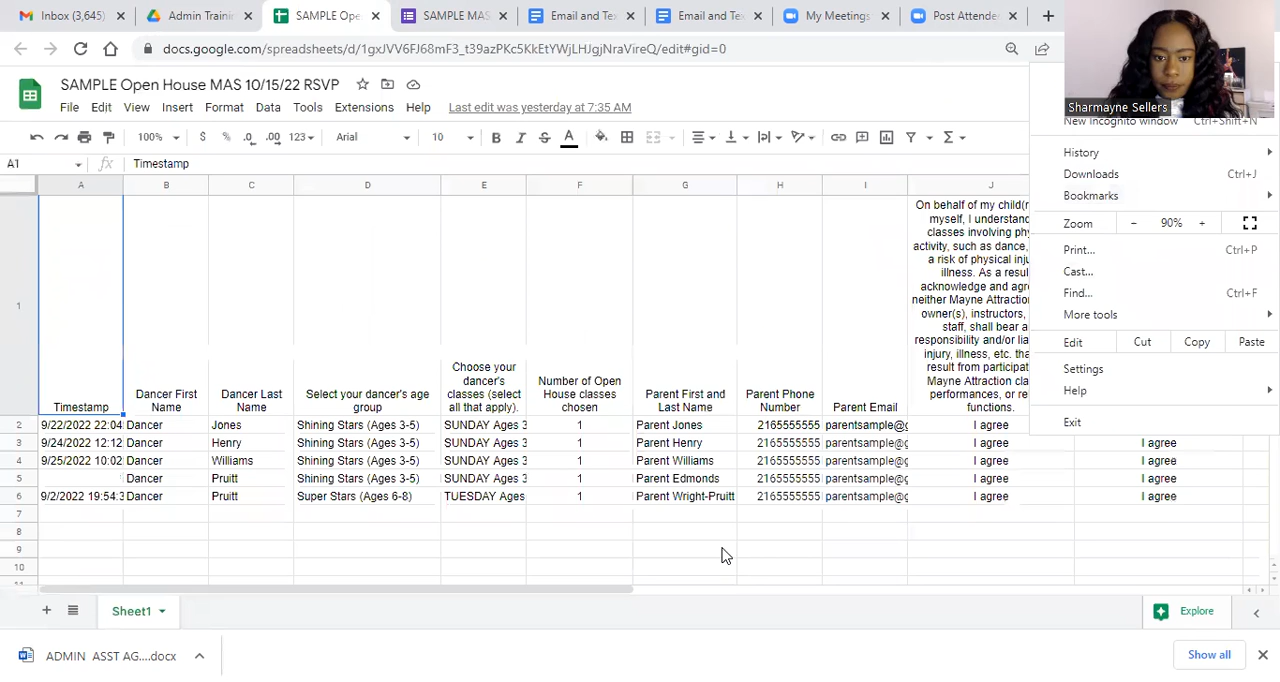 Inbox (3,645)
Admin Traini
SAMPLE Ope
SAMPLE MAS
Email and Tex
Email and Tex
My Meetings
Post Attende
docs.google.com/spreadsheets/d/1gxJVV6FJ68mF3_t39azPKc5KkEtYWjLHJgjNraVireQ/edit#gid=0
SAMPLE Open House MAS 10/15/22 RSVP
File Edit View Insert Format Data Tools Extensions Help Last edit was yesterday at 7:35 AM
100% $ % .0 .00 123 Arial 10 B I S A
A1 fx Timestamp
A B C D E F G H I J
1
Timestamp
Dancer First
Name
Dancer Last
Name
Select your dancer's age
group
Choose your
dancer's
classes (select
all that apply).
Number of Open
House classes
chosen
Parent First and
Last Name
Parent Phone
Number
Parent Email
On behalf of my child(r
myself, I understand
classes involving phy
activity, such as dance,
a risk of physical inju
illness. As a resul
acknowledge and agre
neither Mayne Attraction
owner(s), instructors,
staff, shall bear a
responsibility and/or lia
injury, illness, etc. tha
result from participat
Mayne Attraction cla
performances, or re
functions.
2 9/22/2022 22:04 Dancer Jones Shining Stars (Ages 3-5) SUNDAY Ages 3 1 Parent Jones 2165555555 parentsample@g I agree
3 9/24/2022 12:12 Dancer Henry Shining Stars (Ages 3-5) SUNDAY Ages 3 1 Parent Henry 2165555555 parentsample@g I agree I agree
4 9/25/2022 10:02 Dancer Williams Shining Stars (Ages 3-5) SUNDAY Ages 3 1 Parent Williams 2165555555 parentsample@g I agree I agree
5 Dancer Pruitt Shining Stars (Ages 3-5) SUNDAY Ages 3 1 Parent Edmonds 2165555555 parentsample@g I agree I agree
6 9/2/2022 19:54:3 Dancer Pruitt Super Stars (Ages 6-8) TUESDAY Ages 1 Parent Wright-Pruitt 2165555555 parentsample@g I agree I agree
7
8
9
10
11
Sharmayne Sellers
New Incognito window Ctrl+Shift+N
History
Downloads Ctrl+J
Bookmarks
Zoom − 90% +
Print... Ctrl+P
Cast...
Find... Ctrl+F
More tools
Edit Cut Copy Paste
Settings
Help
Exit
Sheet1
Explore
ADMIN ASST AG....docx
Show all